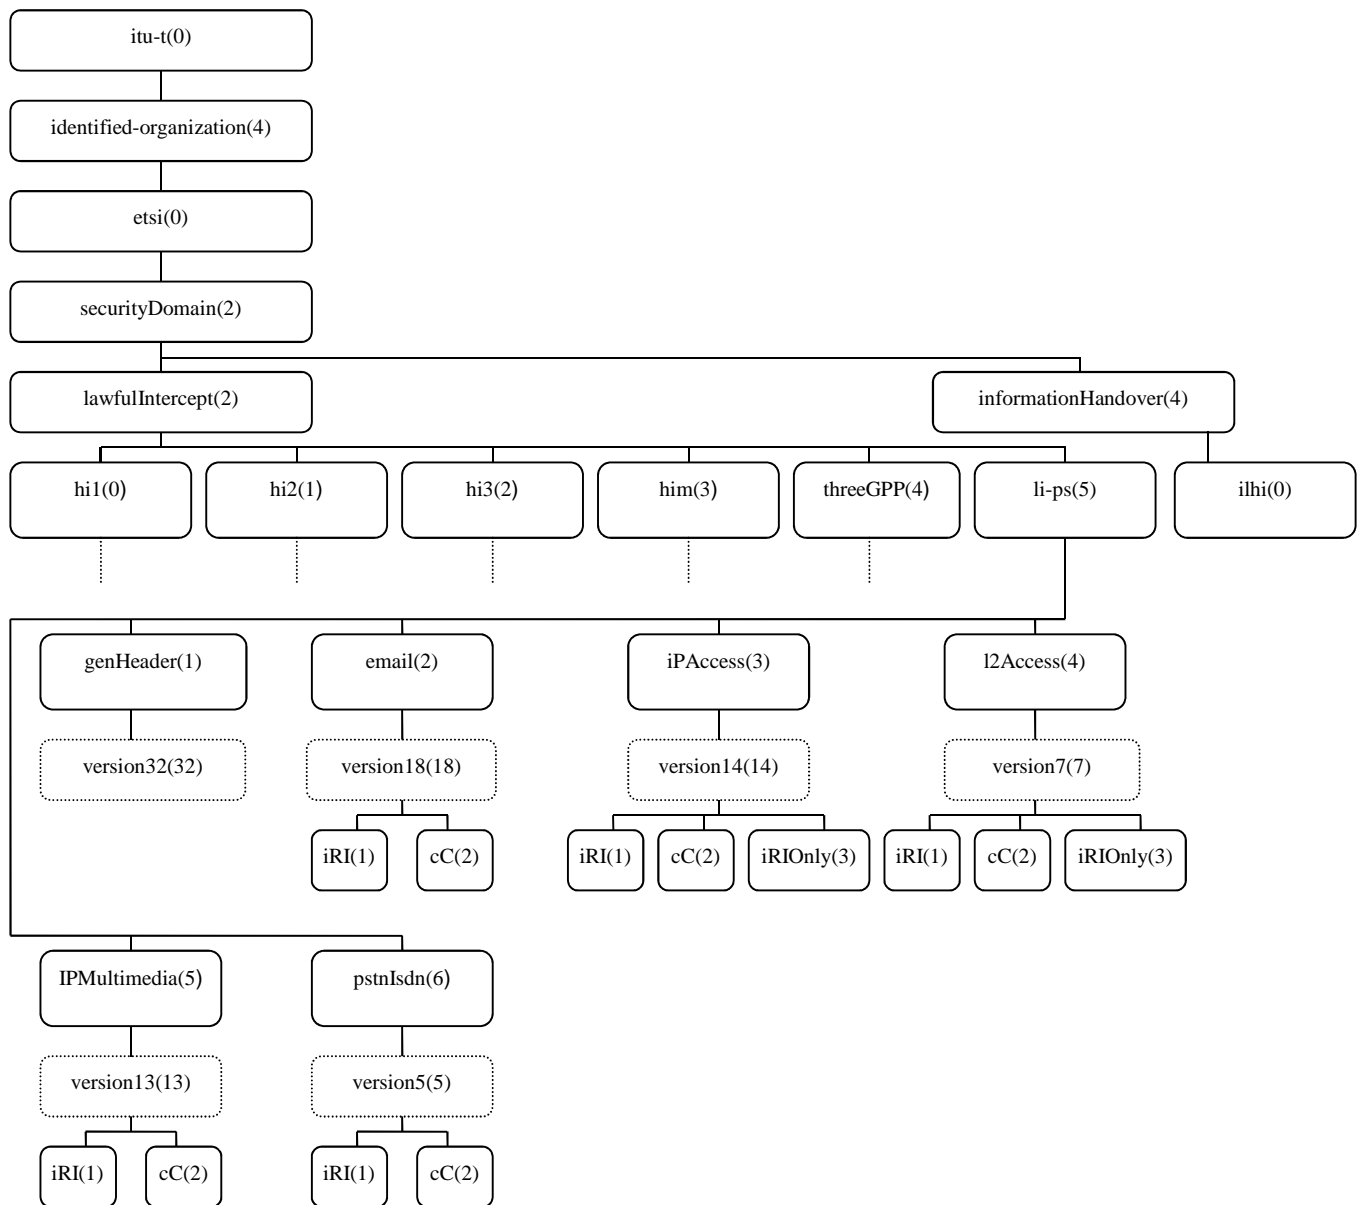 itu-t(0)
identified-organization(4)
etsi(0)
securityDomain(2)
lawfulIntercept(2)
informationHandover(4)
hi1(0)
hi2(1)
hi3(2)
him(3)
threeGPP(4)
li-ps(5)
ilhi(0)
genHeader(1)
email(2)
iPAccess(3)
l2Access(4)
version32(32)
version18(18)
version14(14)
version7(7)
iRI(1)
cC(2)
iRI(1)
cC(2)
iRIOnly(3)
iRI(1)
cC(2)
iRIOnly(3)
IPMultimedia(5)
pstnIsdn(6)
version13(13)
version5(5)
iRI(1)
cC(2)
iRI(1)
cC(2)